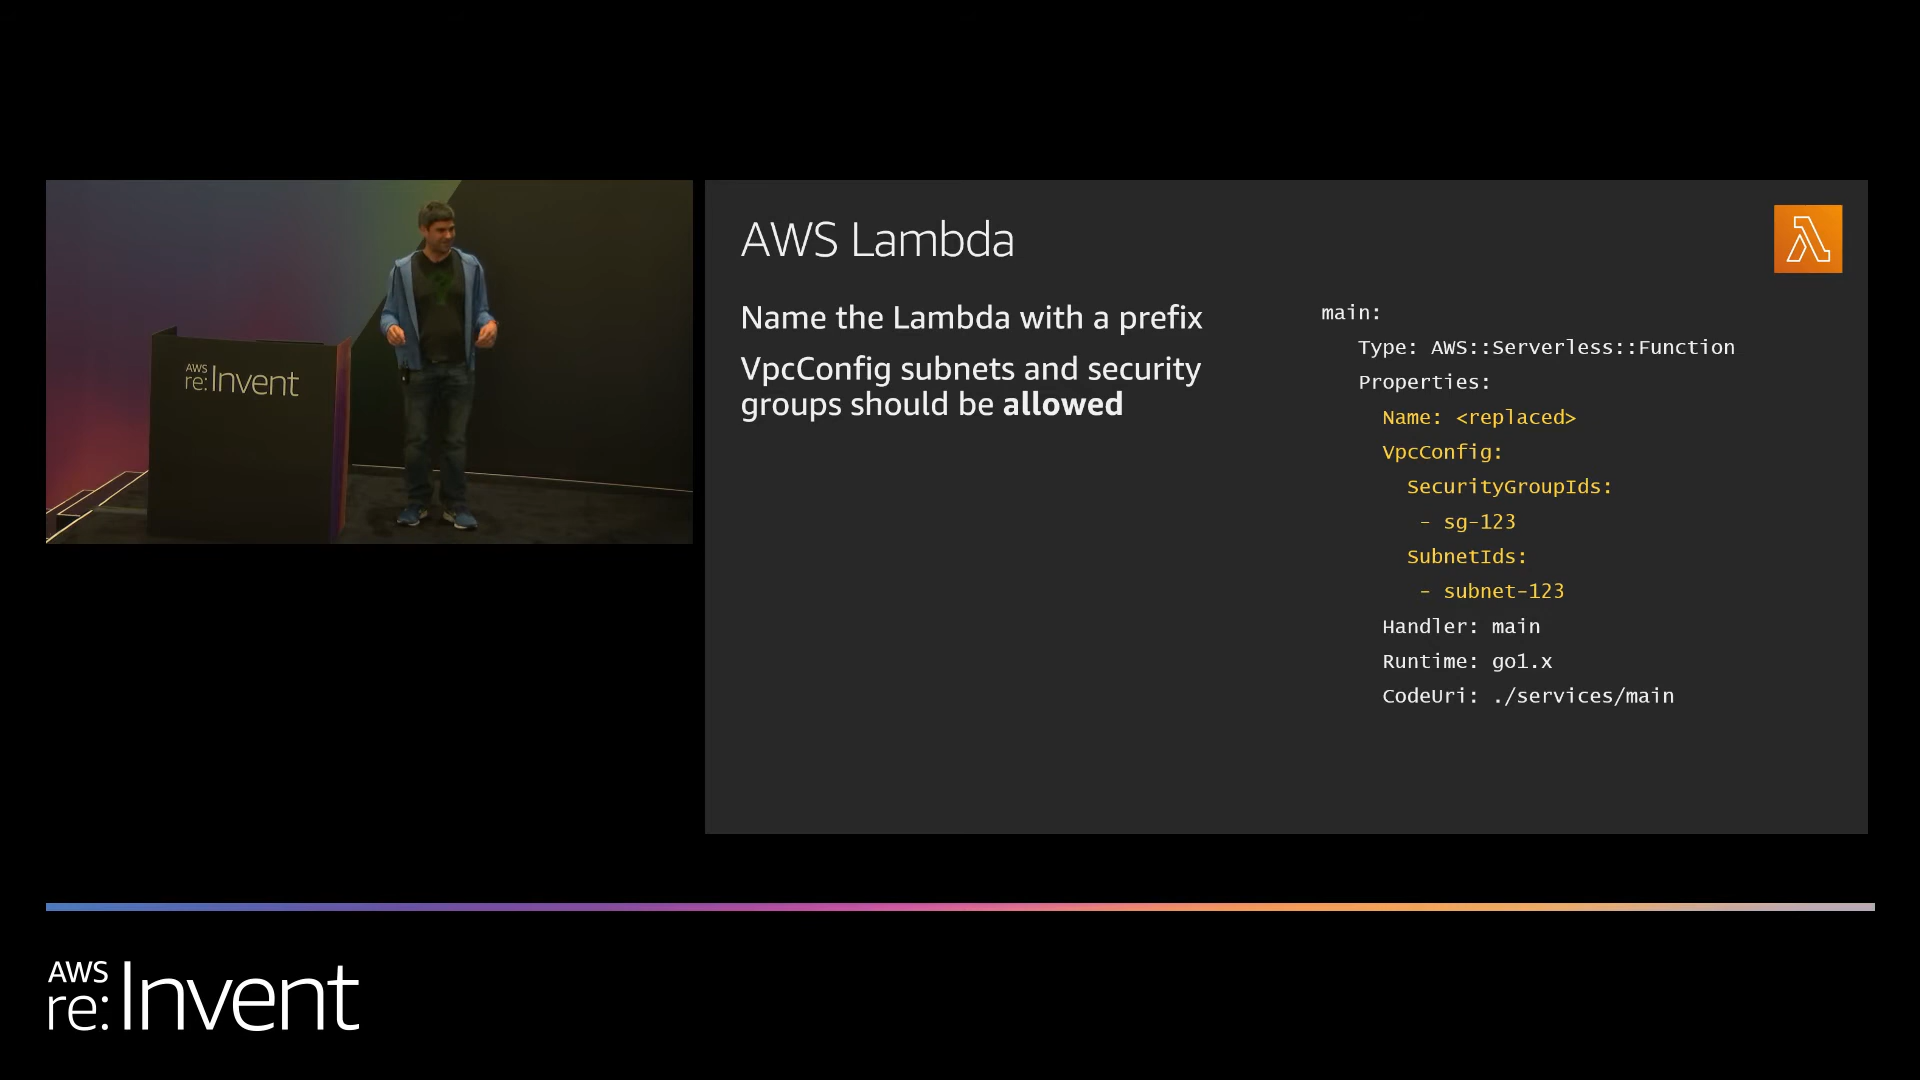 AWS
re:Invent
AWS Lambda
Name the Lambda with a prefix
VpcConfig subnets and security
groups should be allowed
main:
Type: AWS::Serverless::Function
Properties:
Name: <replaced>
VpcConfig:
SecurityGroupIds:
- sg-123
SubnetIds:
- subnet-123
Handler: main
Runtime: go1.x
CodeUri: ./services/main
AWS
re:Invent